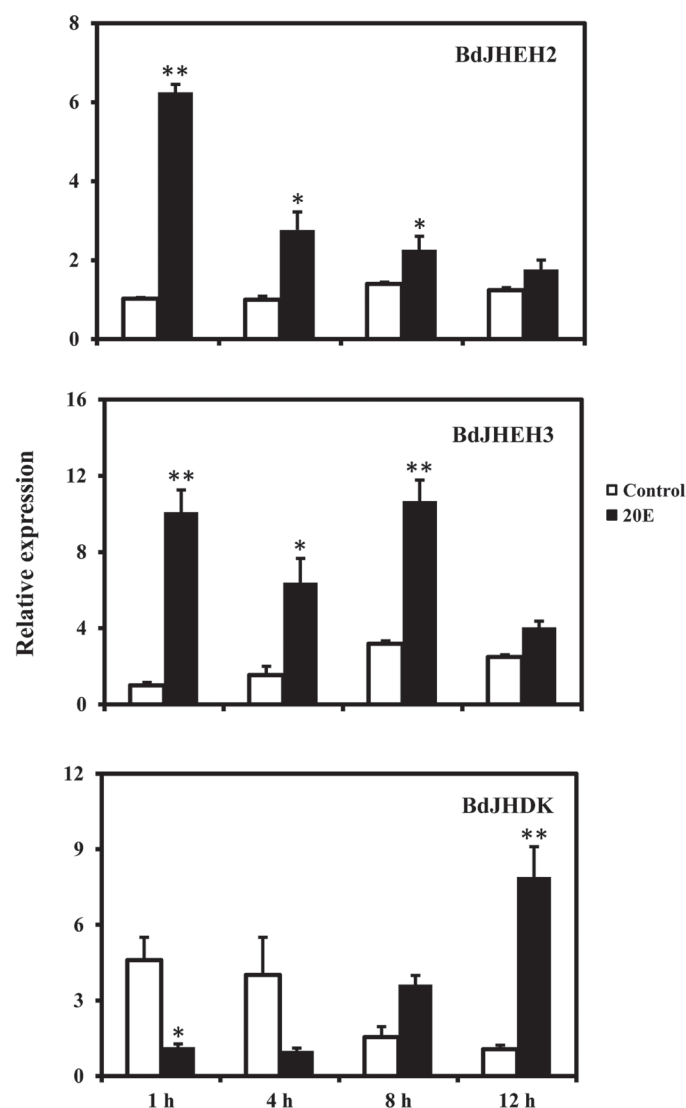 8
BdJHEH2
**
6
4
*
*
2
0
16
BdJHEH3
**
**
12
*
8
4
0
Relative expression
Control
20E
12
BdJHDK
**
9
6
3
*
0
1 h
4 h
8 h
12 h